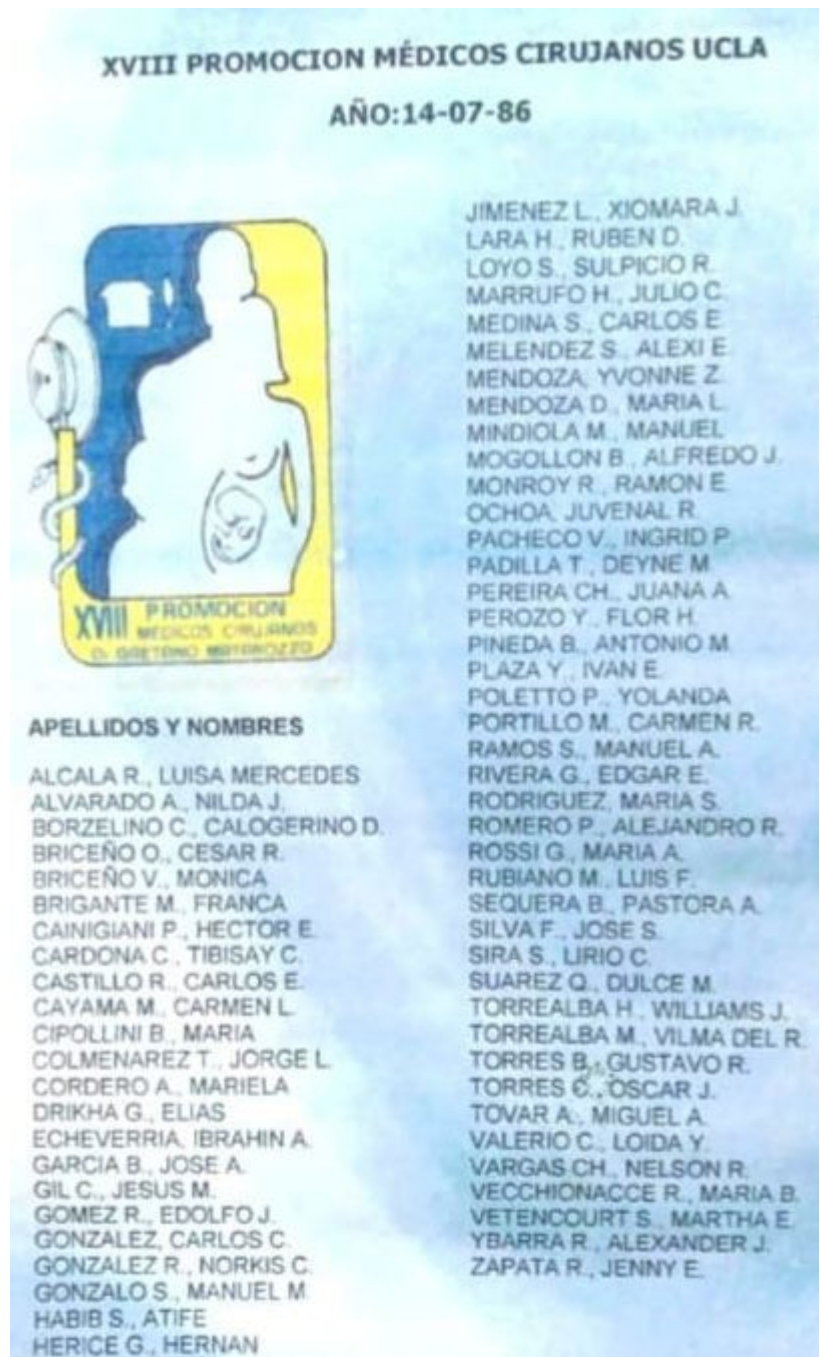 XVIII PROMOCION MÉDICOS CIRUJANOS UCLA
AÑO:14-07-86
XVIII PROMOCION
MEDICOS CIRUJANOS
D. GAETANO MATAROZZO
APELLIDOS Y NOMBRES
ALCALA R., LUISA MERCEDES
ALVARADO A., NILDA J.
BORZELINO C., CALOGERINO D.
BRICEÑO O., CESAR R.
BRICEÑO V., MONICA
BRIGANTE M., FRANCA
CAINIGIANI P., HECTOR E.
CARDONA C., TIBISAY C.
CASTILLO R., CARLOS E.
CAYAMA M., CARMEN L.
CIPOLLINI B., MARIA
COLMENAREZ T., JORGE L.
CORDERO A., MARIELA
DRIKHA G., ELIAS
ECHEVERRIA, IBRAHIN A.
GARCIA B., JOSE A.
GIL C., JESUS M.
GOMEZ R., EDOLFO J.
GONZALEZ, CARLOS C.
GONZALEZ R., NORKIS C.
GONZALO S., MANUEL M.
HABIB S., ATIFE
HERICE G., HERNAN
JIMENEZ L., XIOMARA J.
LARA H., RUBEN D.
LOYO S., SULPICIO R.
MARRUFO H., JULIO C.
MEDINA S., CARLOS E.
MELENDEZ S., ALEXI E.
MENDOZA, YVONNE Z.
MENDOZA D., MARIA L.
MINDIOLA M., MANUEL
MOGOLLON B., ALFREDO J.
MONROY R., RAMON E.
OCHOA, JUVENAL R.
PACHECO V., INGRID P.
PADILLA T., DEYNE M.
PEREIRA CH., JUANA A.
PEROZO Y., FLOR H.
PINEDA B., ANTONIO M.
PLAZA Y., IVAN E.
POLETTO P., YOLANDA
PORTILLO M., CARMEN R.
RAMOS S., MANUEL A.
RIVERA G., EDGAR E.
RODRIGUEZ, MARIA S.
ROMERO P., ALEJANDRO R.
ROSSI G., MARIA A.
RUBIANO M., LUIS F.
SEQUERA B., PASTORA A.
SILVA F., JOSE S.
SIRA S., LIRIO C.
SUAREZ Q., DULCE M.
TORREALBA H., WILLIAMS J.
TORREALBA M., VILMA DEL R.
TORRES B., GUSTAVO R.
TORRES C., OSCAR J.
TOVAR A., MIGUEL A.
VALERIO C., LOIDA Y.
VARGAS CH., NELSON R.
VECCHIONACCE R., MARIA B.
VETENCOURT S., MARTHA E.
YBARRA R., ALEXANDER J.
ZAPATA R., JENNY E.